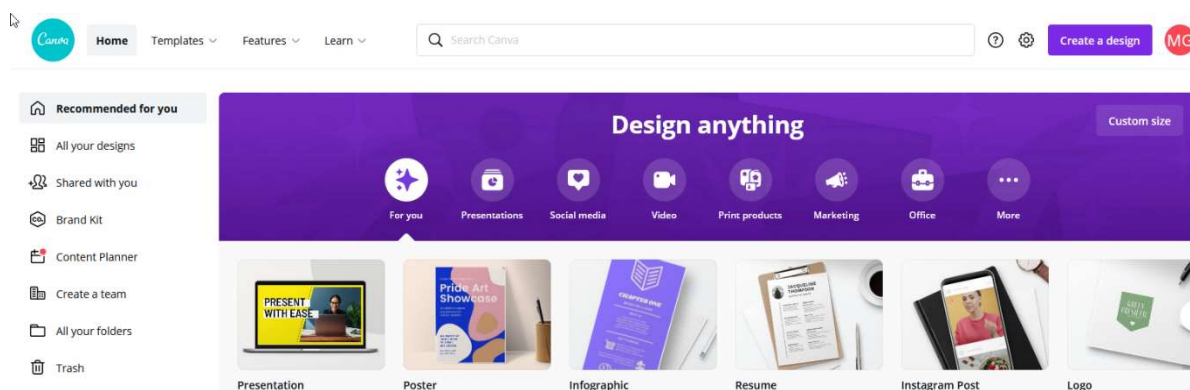 Canva
Home
Templates
Features
Learn
Search Canva
?
Create a design
MG
Recommended for you
All your designs
Shared with you
Brand Kit
Content Planner
Create a team
All your folders
Trash
Design anything
Custom size
For you
Presentations
Social media
Video
Print products
Marketing
Office
More
PRESENT
WITH EASE
Pride Art
Showcase
CHAPTER ONE
JACQUELINE
THOMPSON
Presentation
Poster
Infographic
Resume
Instagram Post
Logo